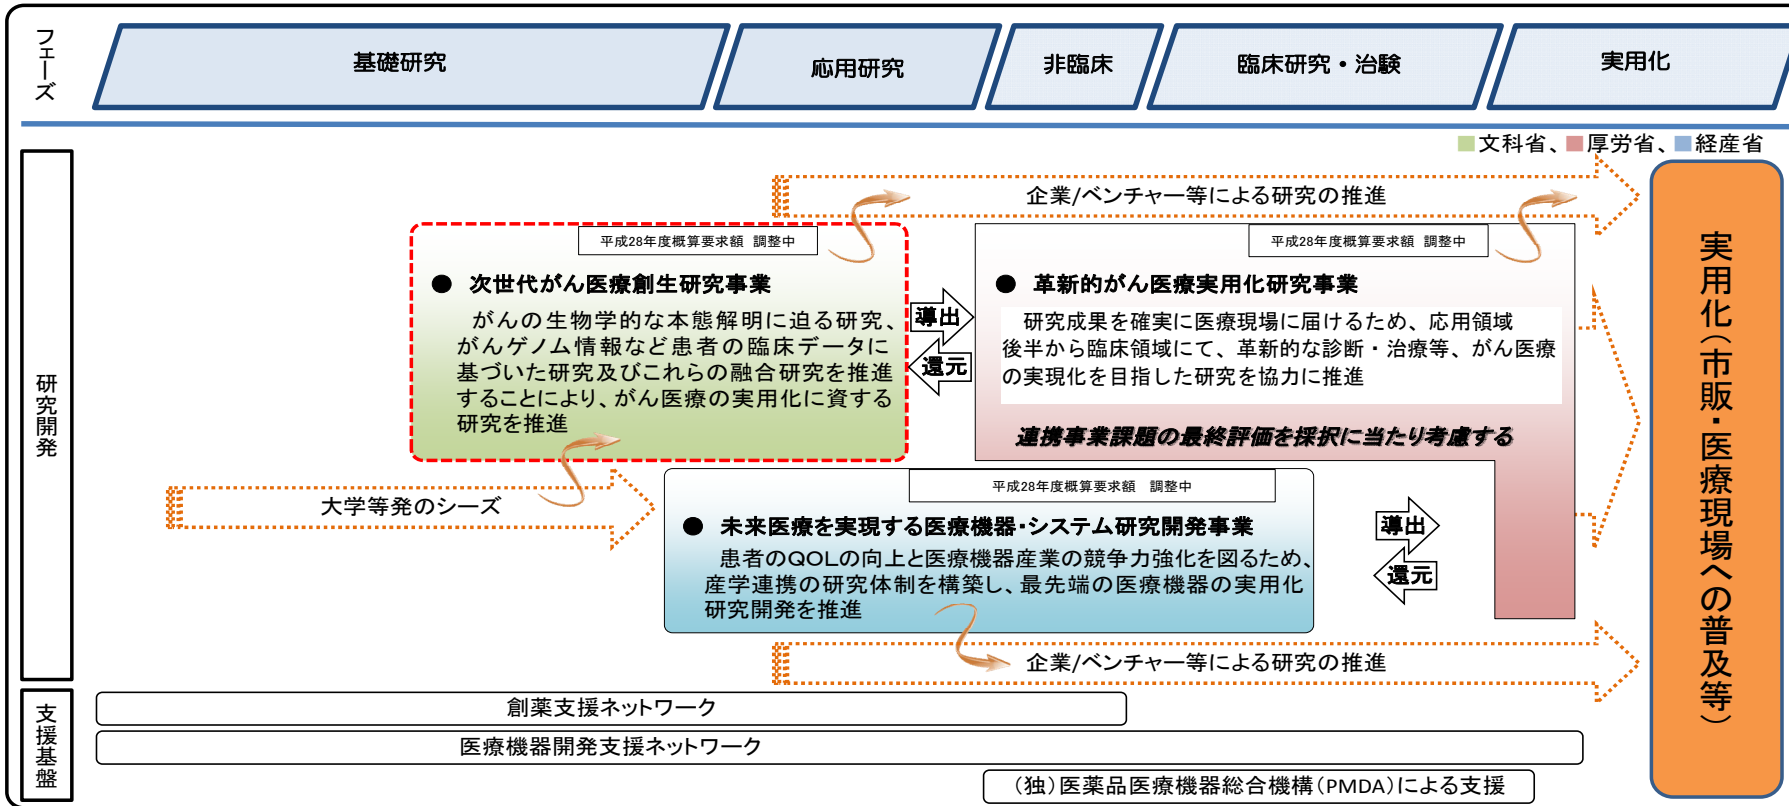 フェーズ
基礎研究
応用研究
非臨床
臨床研究・治験
実用化
■文科省、■厚労省、■経産省
研究開発
企業/ベンチャー等による研究の推進
平成28年度概算要求額 調整中
● 次世代がん医療創生研究事業
がんの生物学的な本態解明に迫る研究、
がんゲノム情報など患者の臨床データに
基づいた研究及びこれらの融合研究を推進
することにより、がん医療の実用化に資する
研究を推進
導出
還元
平成28年度概算要求額 調整中
● 革新的がん医療実用化研究事業
研究成果を確実に医療現場に届けるため、応用領域
後半から臨床領域にて、革新的な診断・治療等、がん医療
の実現化を目指した研究を協力に推進
連携事業課題の最終評価を採択に当たり考慮する
大学等発のシーズ
平成28年度概算要求額 調整中
● 未来医療を実現する医療機器・システム研究開発事業
患者のQOLの向上と医療機器産業の競争力強化を図るため、
産学連携の研究体制を構築し、最先端の医療機器の実用化
研究開発を推進
導出
還元
企業/ベンチャー等による研究の推進
実用化(市販・医療現場への普及等)
支援基盤
創薬支援ネットワーク
医療機器開発支援ネットワーク
(独)医薬品医療機器総合機構(PMDA)による支援